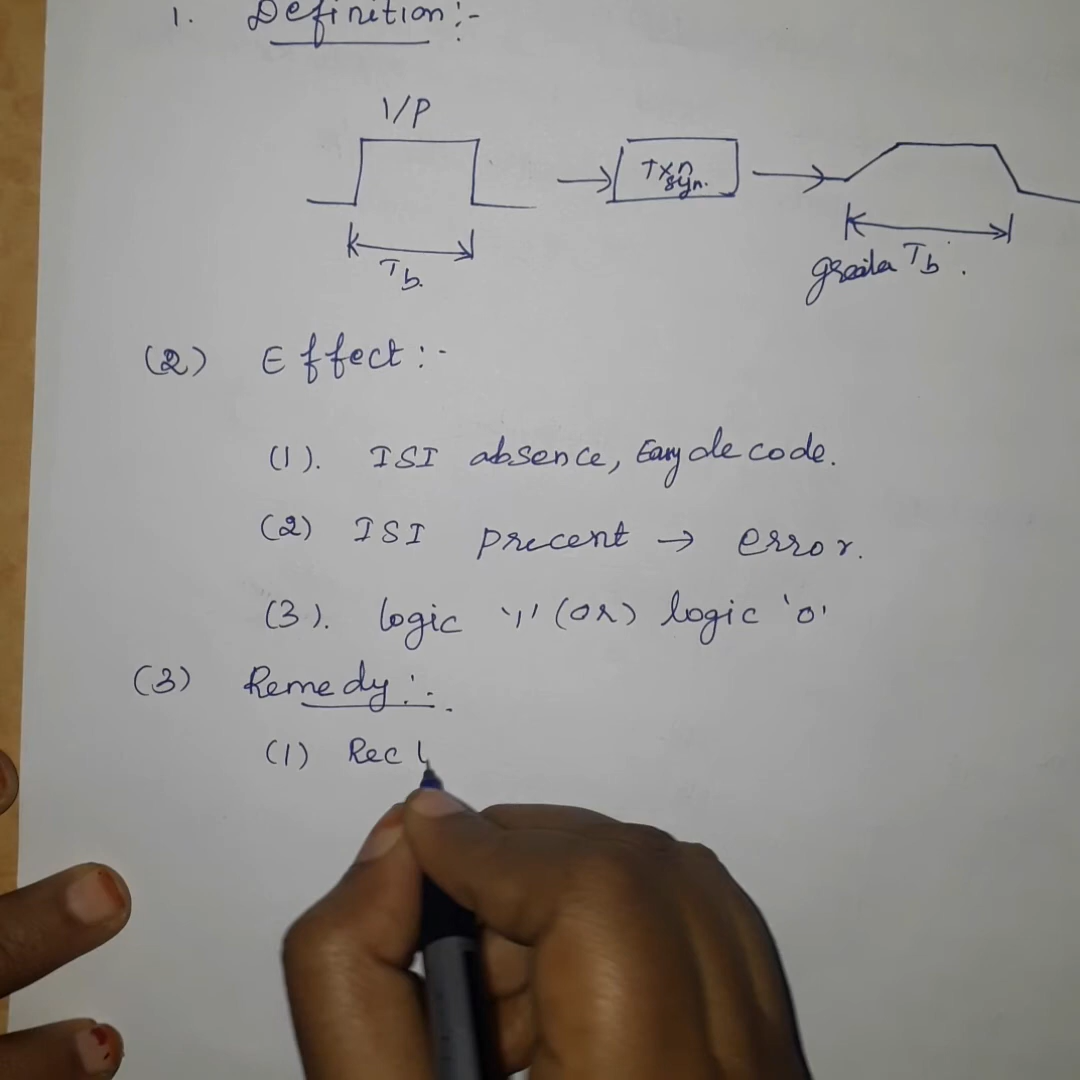 1. Definition:-
I/P
Txn
syn.
Tb.
greater Tb.
(2) Effect:-
(1). ISI absence, Easy decode.
(2) ISI precent → error.
(3). logic '1' (OR) logic '0'
(3) Remedy:-
(1) Rec